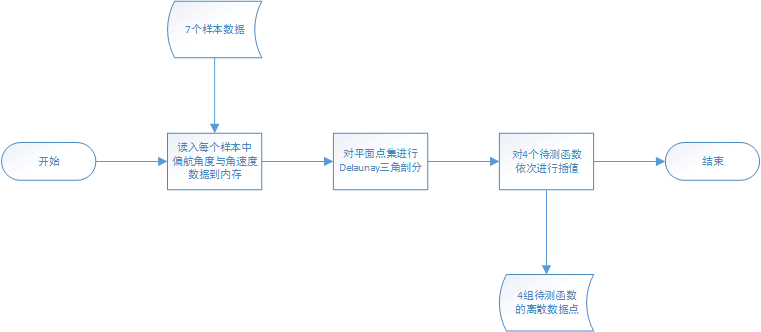 7个样本数据
开始
读入每个样本中
偏航角度与角速度
数据到内存
对平面点集进行
Delaunay三角剖分
对4个待测函数
依次进行插值
结束
4组待测函数
的离散数据点